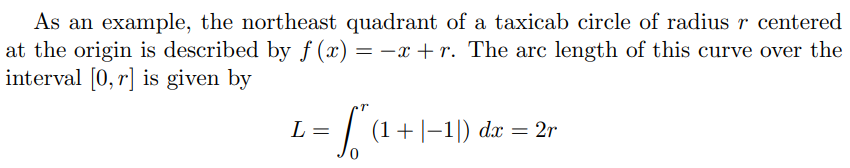 As an example, the northeast quadrant of a taxicab circle of radius r centered
at the origin is described by f (x) = −x + r. The arc length of this curve over the
interval [0, r] is given by
L = ∫₀ʳ (1 + |−1|) dx = 2r